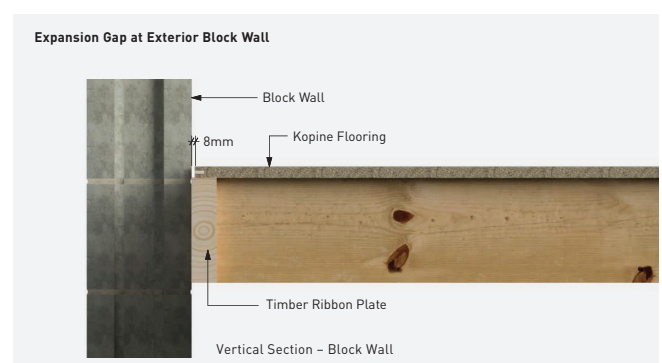 Expansion Gap at Exterior Block Wall
Block Wall
8mm
Kopine Flooring
Timber Ribbon Plate
Vertical Section – Block Wall